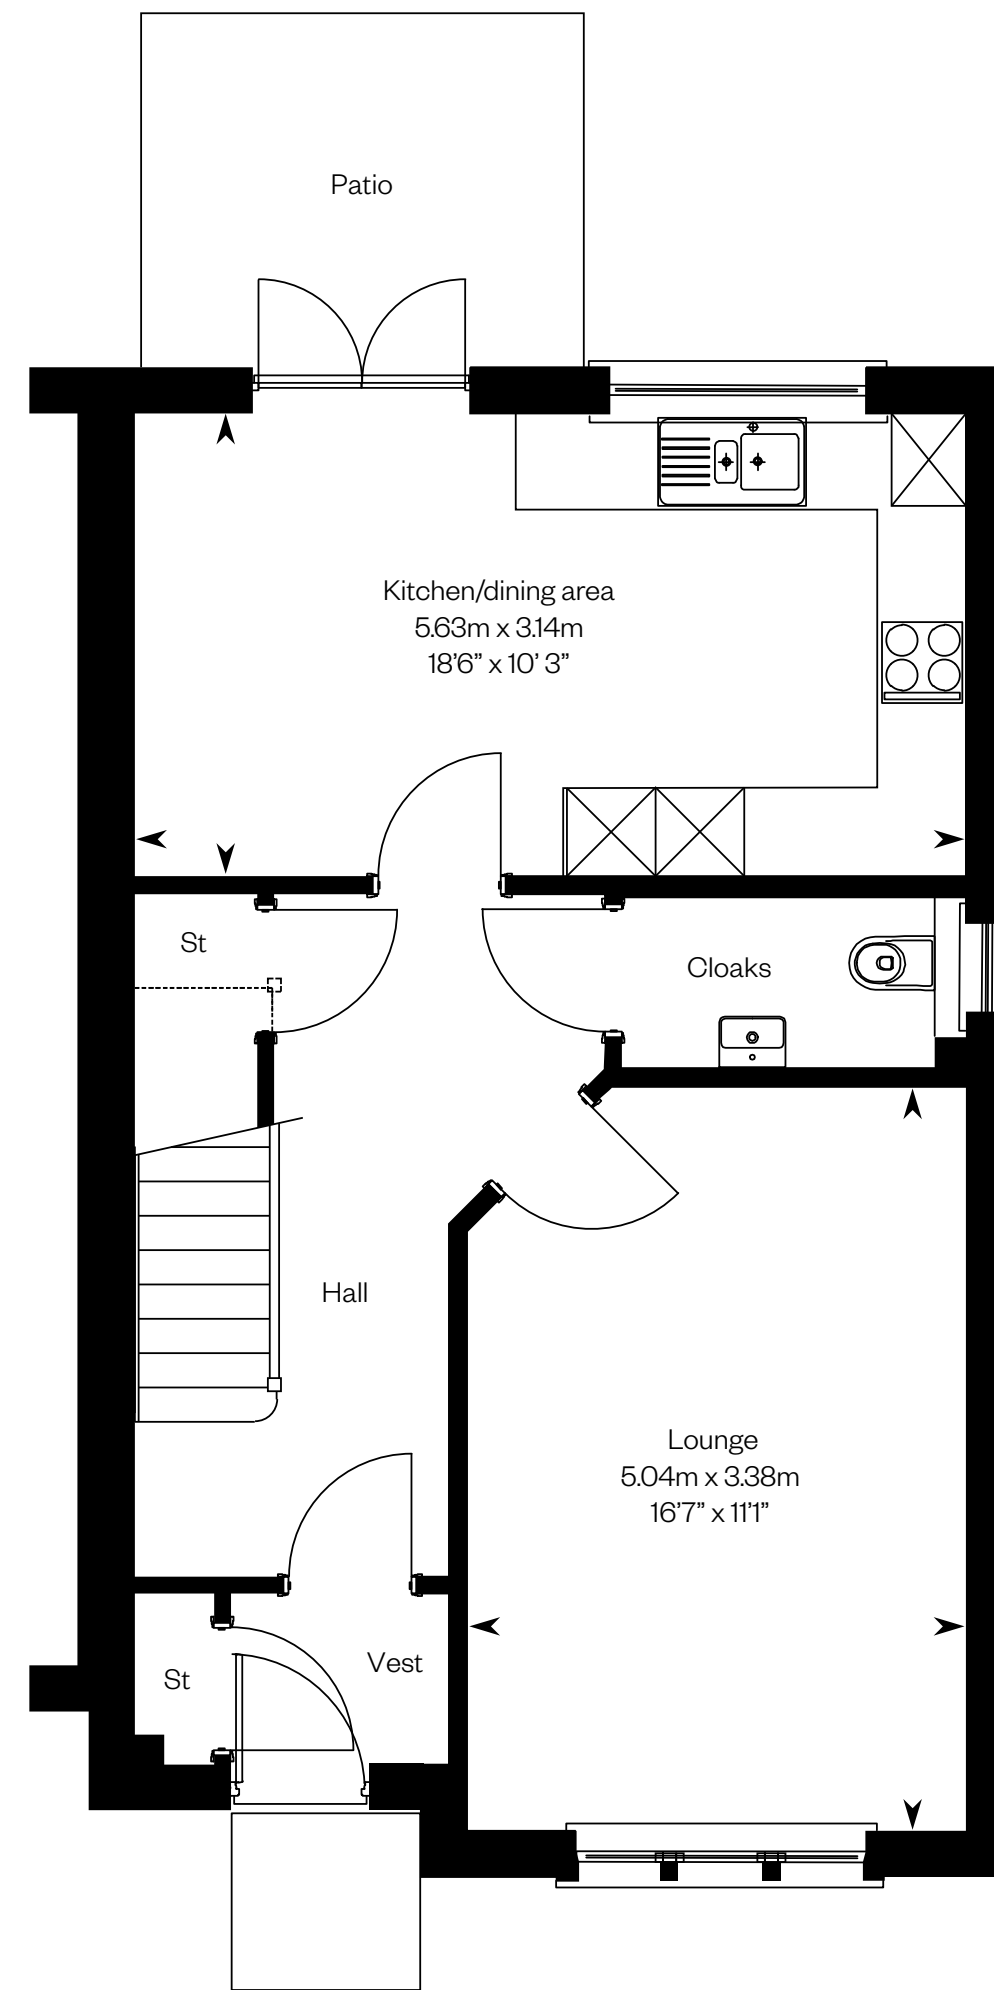 Patio
Kitchen/dining area
5.63m x 3.14m
18’6” x 10’ 3”
St
Cloaks
Hall
Lounge
5.04m x 3.38m
16’7” x 11’1”
Vest
St